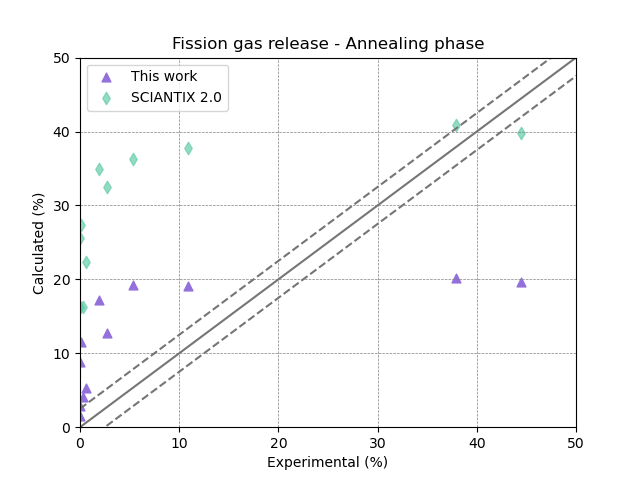 Fission gas release - Annealing phase
This work
SCIANTIX 2.0
50
40
30
20
10
0
Calculated (%)
0 10 20 30 40 50
Experimental (%)